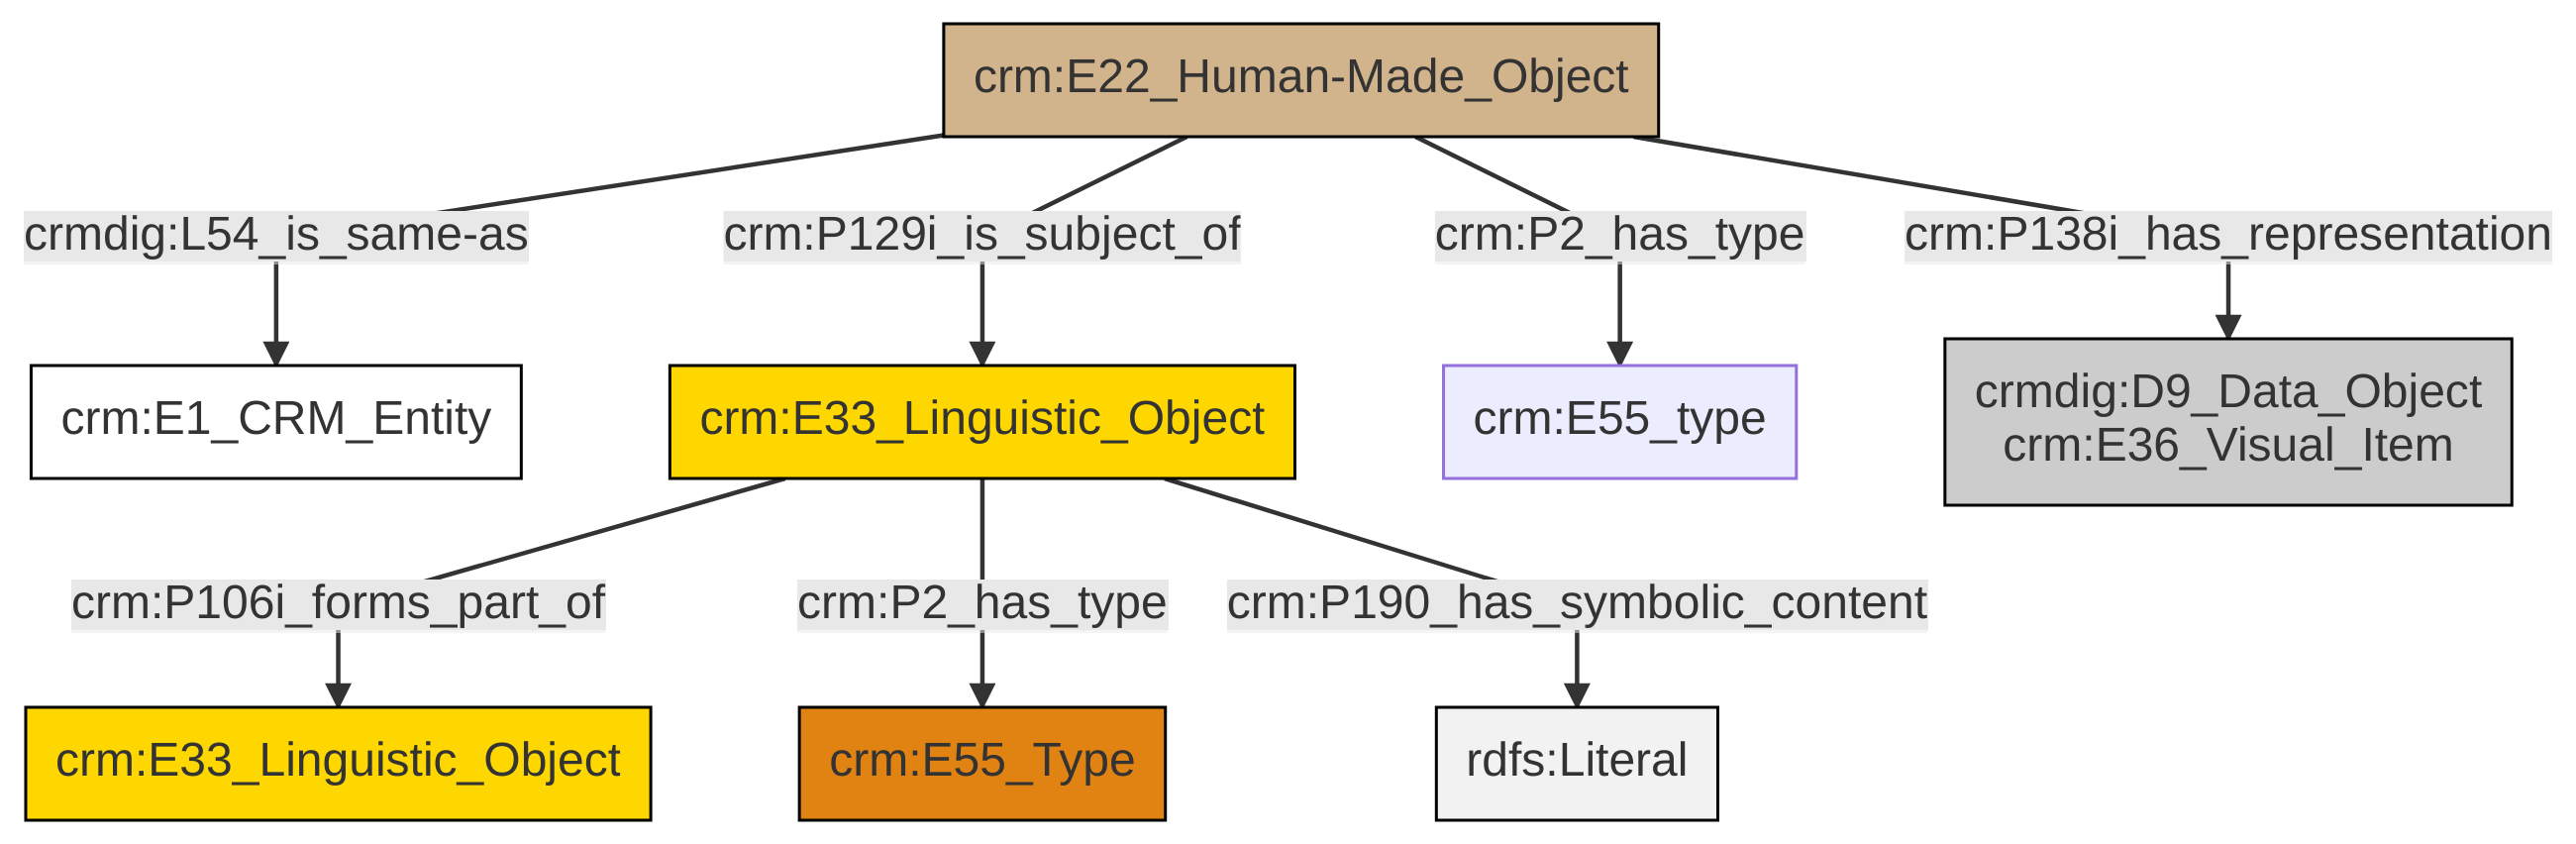 crm:E22_Human-Made_Object
crmdig:L54_is_same-as
crm:P129i_is_subject_of
crm:P2_has_type
crm:P138i_has_representation
crm:E1_CRM_Entity
crm:E33_Linguistic_Object
crm:E55_type
crmdig:D9_Data_Object
crm:E36_Visual_Item
crm:P106i_forms_part_of
crm:P2_has_type
crm:P190_has_symbolic_content
crm:E33_Linguistic_Object
crm:E55_Type
rdfs:Literal